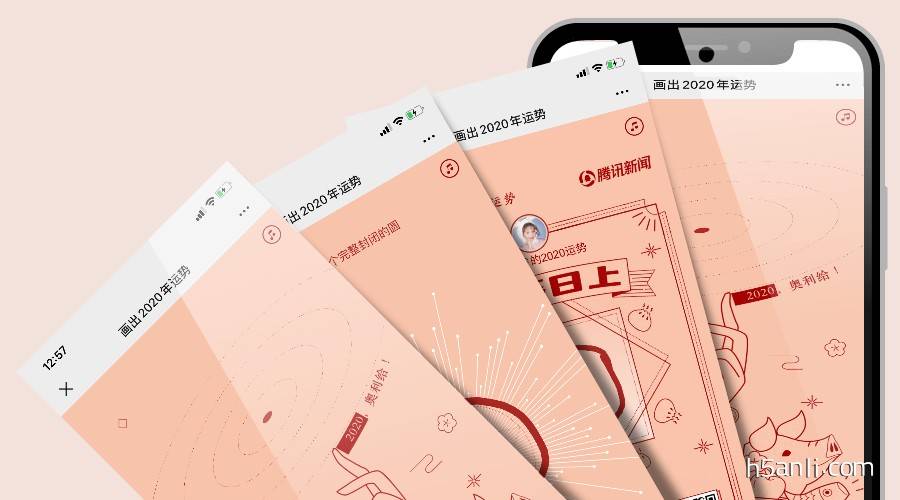 12:57
画出2020年运势
2020，奥利给！
出2020年运势
个完整封闭的圆
画出2020年运势
腾讯新闻
运势
的2020运势
日上
画出2020年运势
2020，奥利给！
h5anli.com